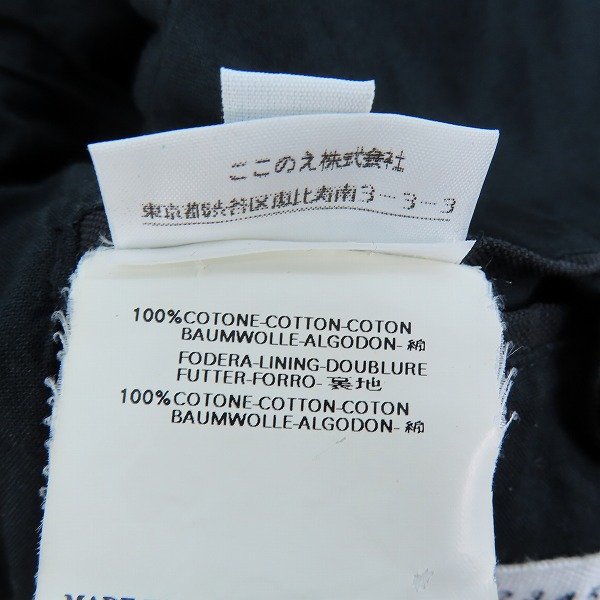 ここのえ株式会社
東京都渋谷区恵比寿南3-3-3
100%COTONE-COTTON-COTON
BAUMWOLLE-ALGODON-綿
FODERA-LINING-DOUBLURE
FUTTER-FORRO-裏地
100%COTONE-COTTON-COTON
BAUMWOLLE-ALGODON-綿
MADE